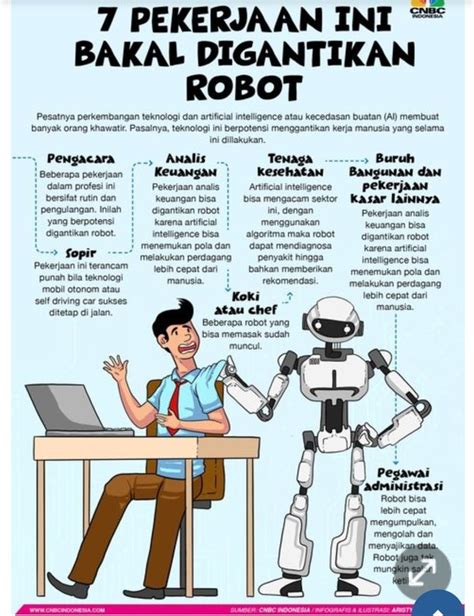 7 PEKERJAAN INI
BAKAL DIGANTIKAN
ROBOT
CNBC
INDONESIA
Pesatnya perkembangan teknologi dan artificial intelligence atau kecedasan buatan (AI) membuat
banyak orang khawatir. Pasalnya, teknologi ini berpotensi menggantikan kerja manusia yang selama
ini dillakukan.
Pengacara
Beberapa pekerjaan
dalam profesi ini
bersifat rutin dan
pengulangan. Inilah
yang berpotensi
digantikan robot.
Sopir
Pekerjaan ini terancam
punah bila teknologi
mobil otonom atau
self driving car sukses
ditetap di jalan.
Analis
Keuangan
Pekerjaan analis
keuangan bisa
digantikan robot
karena artificial
intelligence bisa
menemukan pola dan
melakukan perdagang
lebih cepat dari
manusia.
Tenaga
Kesehatan
Artificial intelligence
bisa mengacam sektor
ini, dengan
menggunakan
algoritma maka robot
dapat mendiagnosa
penyakit hingga
bahkan memberikan
rekomendasi.
Koki
atau chef
Beberapa robot yang
bisa memasak sudah
muncul.
Buruh
Bangunan dan
pekerjaan
kasar lainnya
Pekerjaan analis
keuangan bisa
digantikan robot
karena artificial
intelligence bisa
menemukan pola dan
melakukan perdagang
lebih cepat dari
manusia.
Pegawai
administrasi
Robot bisa
lebih cepat
mengumpulkan,
mengolah dan
menyajikan data.
Robot juga tak
mungkin
WWW.CNBCINDONESIA.COM
SUMBER: CNBC INDONESIA / INFOGRAFIS & ILUSTRASI: